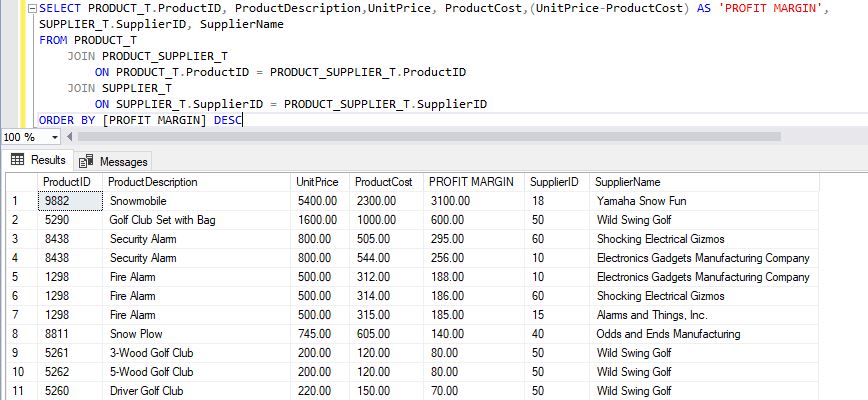 SELECT PRODUCT_T.ProductID, ProductDescription,UnitPrice, ProductCost,(UnitPrice-ProductCost) AS 'PROFIT MARGIN',
SUPPLIER_T.SupplierID, SupplierName
FROM PRODUCT_T
JOIN PRODUCT_SUPPLIER_T
ON PRODUCT_T.ProductID = PRODUCT_SUPPLIER_T.ProductID
JOIN SUPPLIER_T
ON SUPPLIER_T.SupplierID = PRODUCT_SUPPLIER_T.SupplierID
ORDER BY [PROFIT MARGIN] DESC
100 %
Results Messages
ProductID ProductDescription UnitPrice ProductCost PROFIT MARGIN SupplierID SupplierName
1 9882 Snowmobile 5400.00 2300.00 3100.00 18 Yamaha Snow Fun
2 5290 Golf Club Set with Bag 1600.00 1000.00 600.00 50 Wild Swing Golf
3 8438 Security Alarm 800.00 505.00 295.00 60 Shocking Electrical Gizmos
4 8438 Security Alarm 800.00 544.00 256.00 10 Electronics Gadgets Manufacturing Company
5 1298 Fire Alarm 500.00 312.00 188.00 10 Electronics Gadgets Manufacturing Company
6 1298 Fire Alarm 500.00 314.00 186.00 60 Shocking Electrical Gizmos
7 1298 Fire Alarm 500.00 315.00 185.00 15 Alarms and Things, Inc.
8 8811 Snow Plow 745.00 605.00 140.00 40 Odds and Ends Manufacturing
9 5261 3-Wood Golf Club 200.00 120.00 80.00 50 Wild Swing Golf
10 5262 5-Wood Golf Club 200.00 120.00 80.00 50 Wild Swing Golf
11 5260 Driver Golf Club 220.00 150.00 70.00 50 Wild Swing Golf